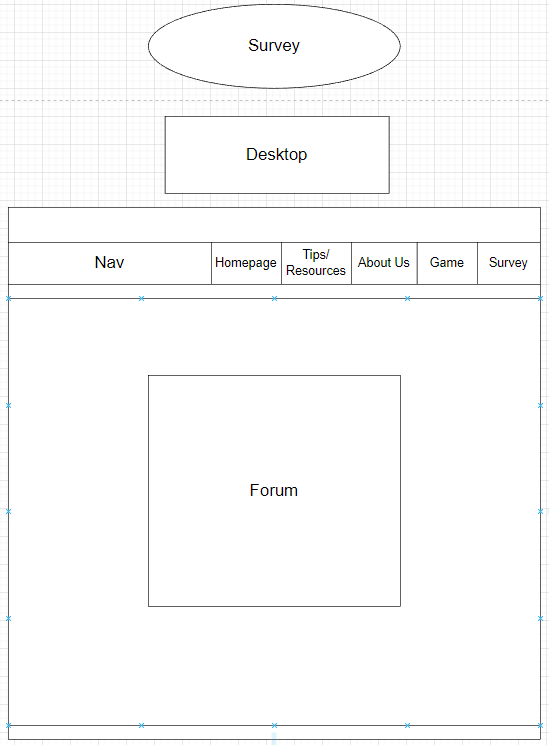 Survey
Desktop
Nav
Homepage
Tips/
Resources
About Us
Game
Survey
Forum